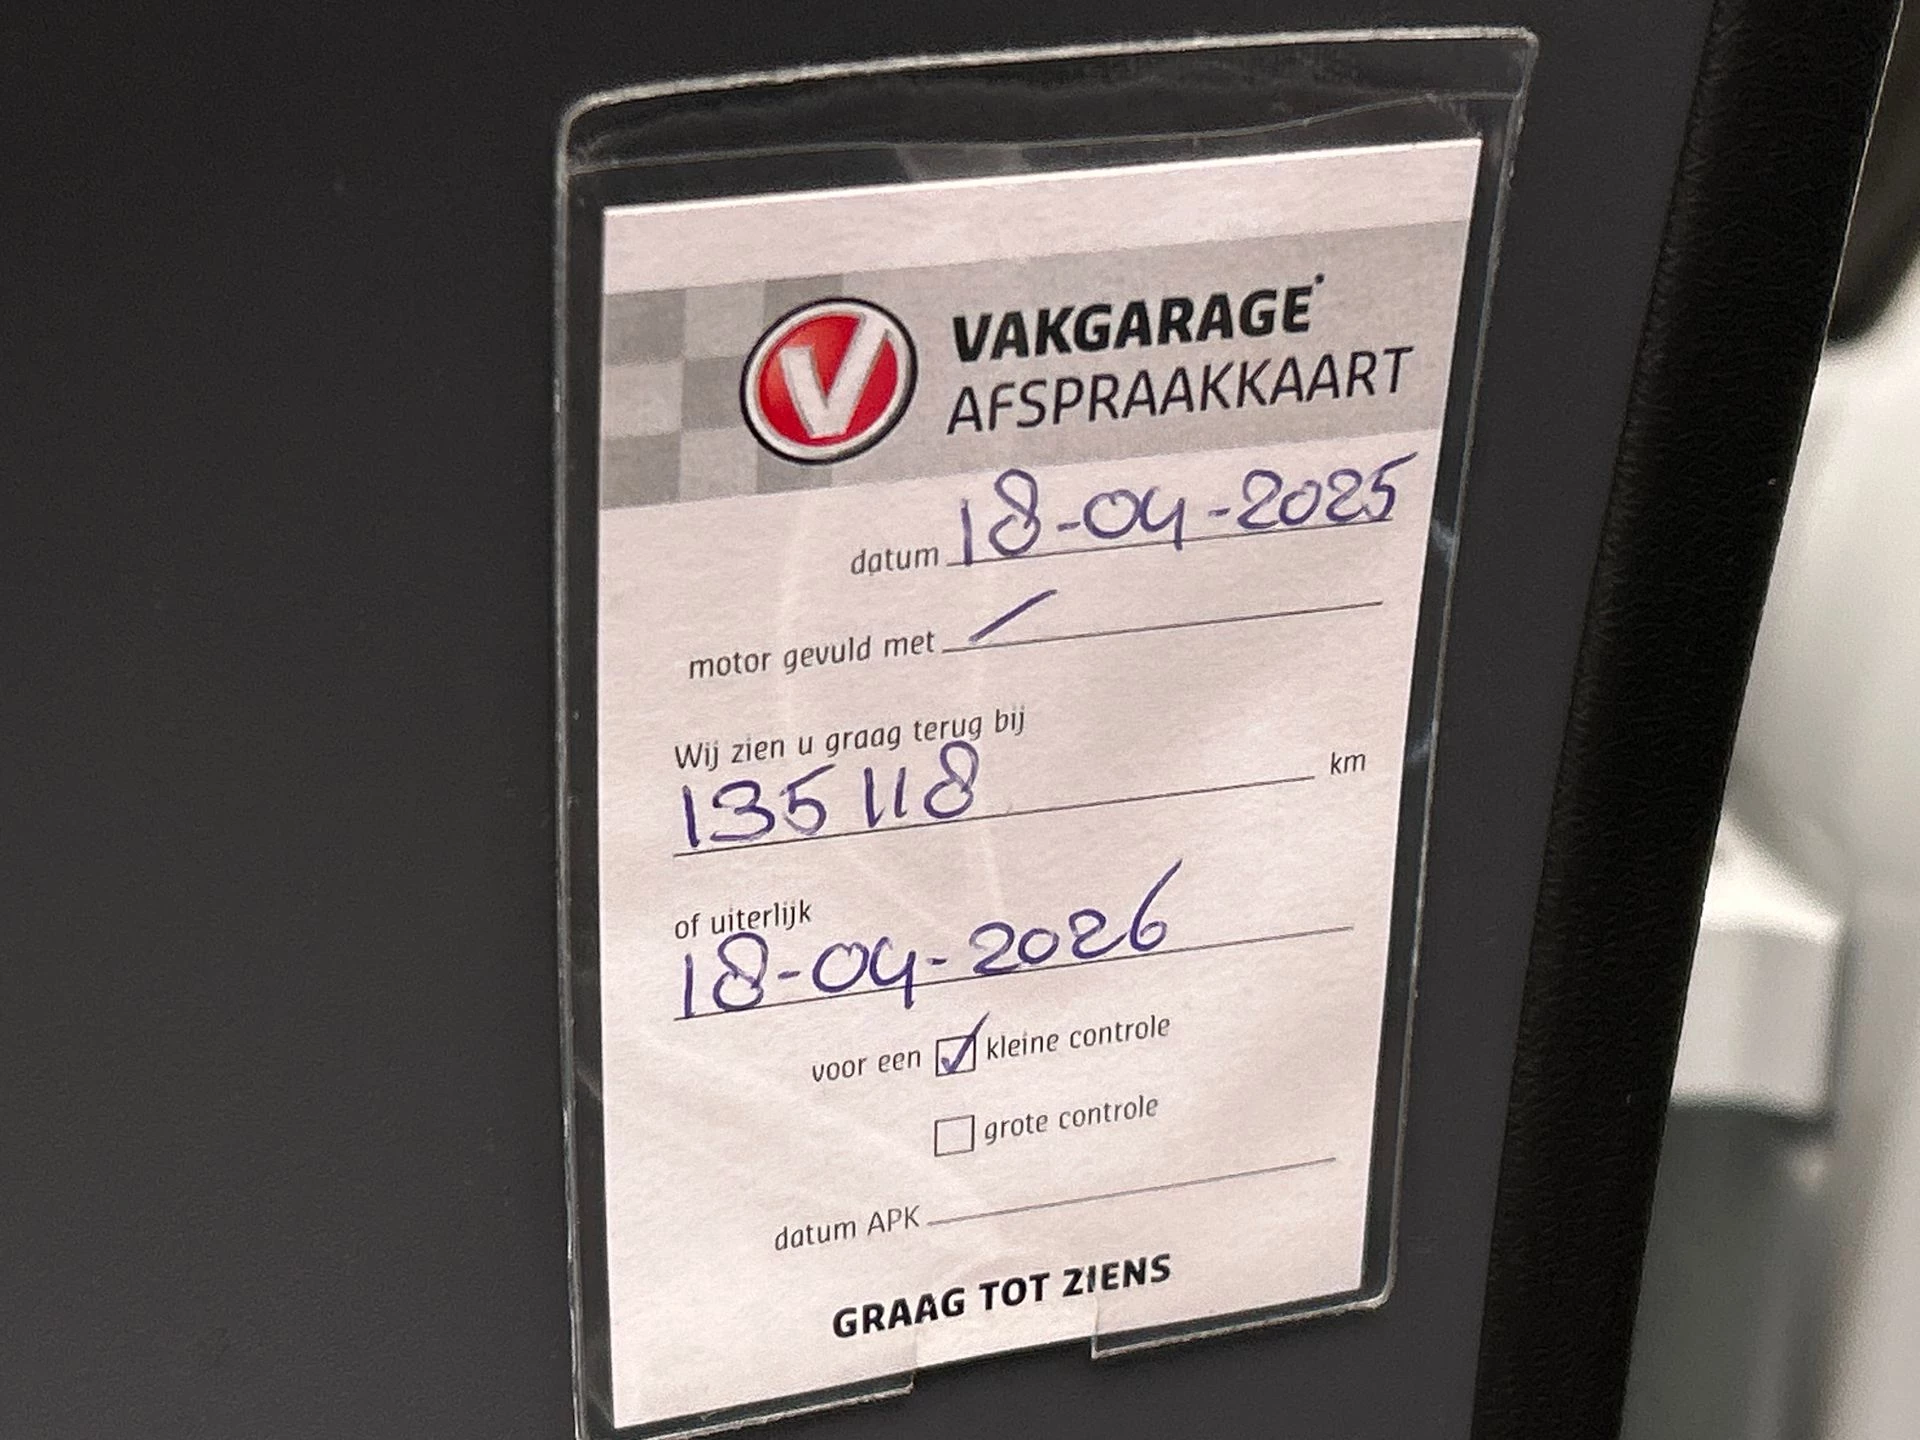 V VAKGARAGE
AFSPRAAKKAART
datum 18-04-2025
motor gevuld met /
Wij zien u graag terug bij
135118 km
of uiterlijk
18-04-2026
voor een ☑ kleine controle
☐ grote controle
datum APK
GRAAG TOT ZIENS